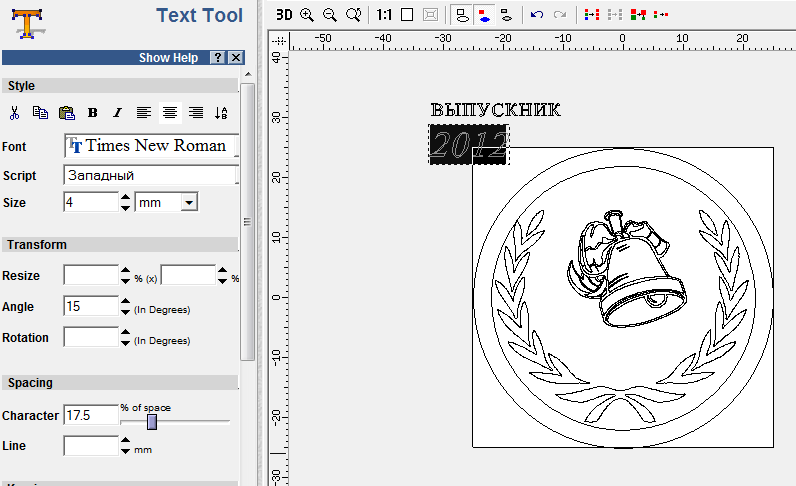 Text Tool
Show Help ?
Style
B I
Font Times New Roman
Script Западный
Size 4 mm
Transform
Resize % (x) %
Angle 15 (In Degrees)
Rotation (In Degrees)
Spacing
Character 17.5 % of space
Line mm
3D 1:1
-50 -40 -30 -20 -10 0 10 20
40
30
20
10
0
-10
-20
-30
ВЫПУСКНИК
2012